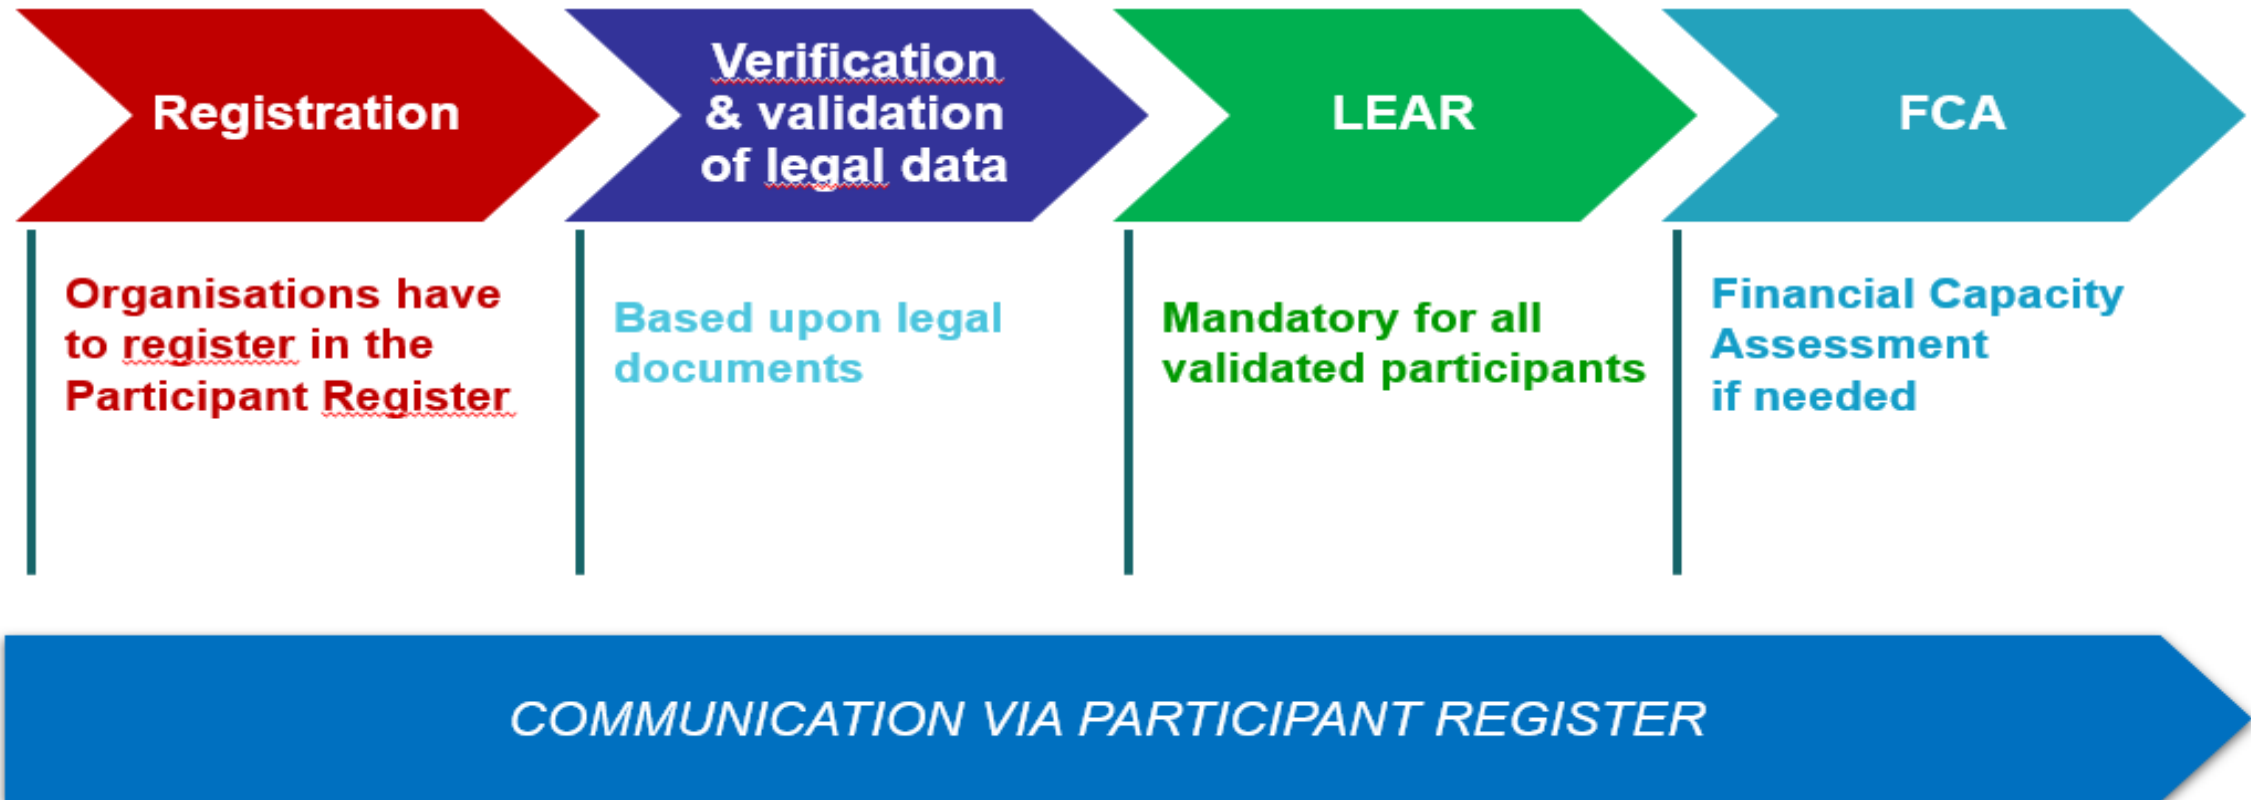 Registration
Verification
& validation
of legal data
LEAR
FCA
Organisations have
to register in the
Participant Register
Based upon legal
documents
Mandatory for all
validated participants
Financial Capacity
Assessment
if needed
COMMUNICATION VIA PARTICIPANT REGISTER